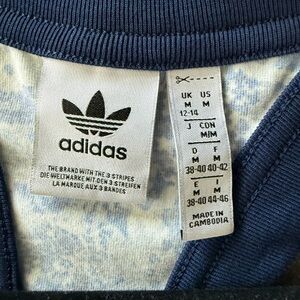 adidas
THE BRAND WITH THE 3 STRIPES
DIE WELTMARKE MIT DEN 3 STREIFEN
LA MARQUE AUX 3 BANDES
UK US
M M
12-14
J CDN
M M/M
D F
M M
38-40 40-42
E I
M M
38-40 44-46
MADE IN
CAMBODIA